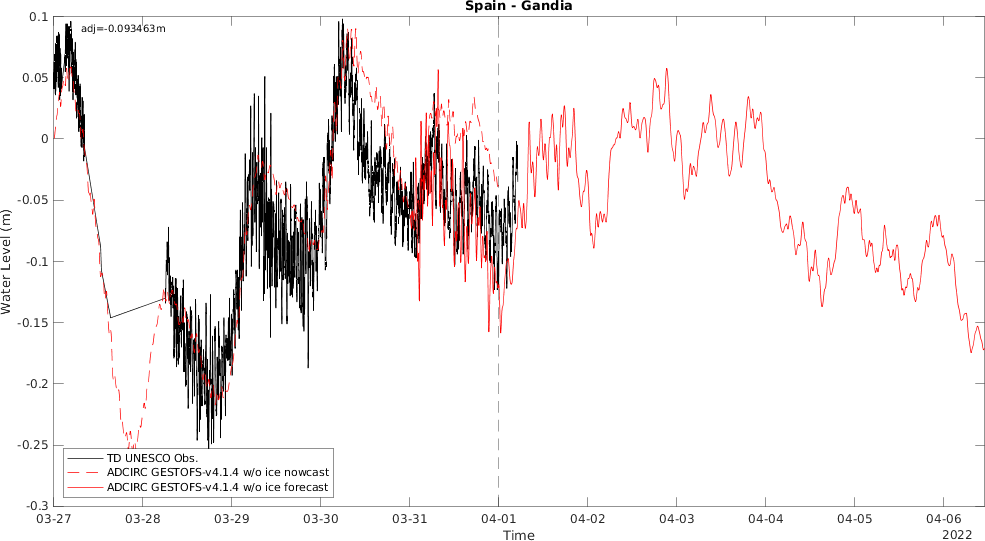 Spain - Gandia
adj=-0.093463m
0.1
0.05
0
-0.05
-0.1
-0.15
-0.2
-0.25
-0.3
Water Level (m)
TD UNESCO Obs.
ADCIRC GESTOFS-v4.1.4 w/o ice nowcast
ADCIRC GESTOFS-v4.1.4 w/o ice forecast
03-27 03-28 03-29 03-30 03-31 04-01 04-02 04-03 04-04 04-05 04-06
Time
2022